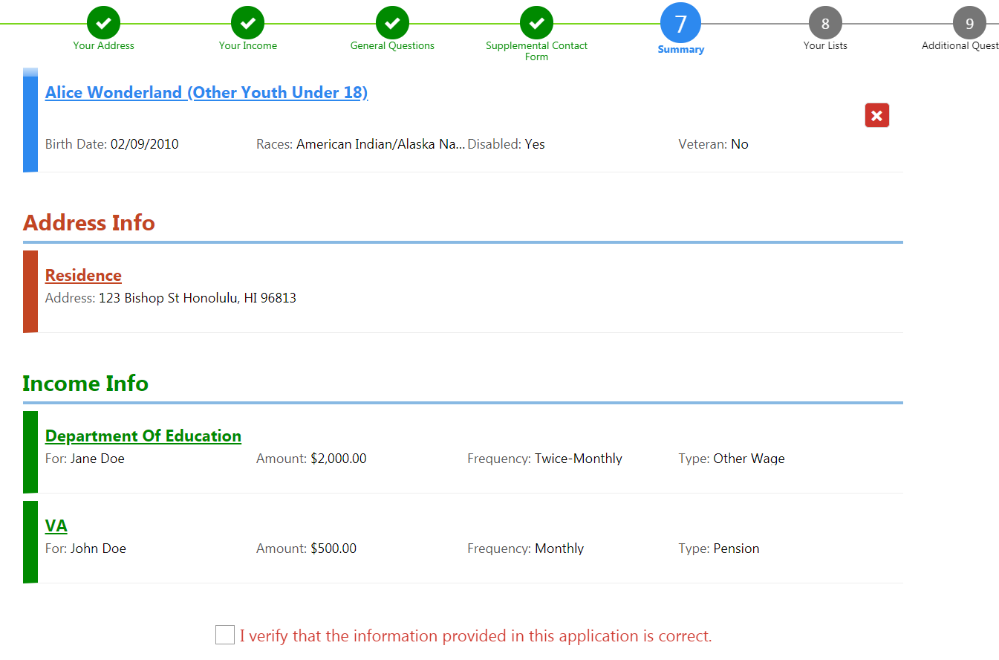 Your Address
Your Income
General Questions
Supplemental Contact
Form
7
Summary
8
Your Lists
9
Additional Quest
Alice Wonderland (Other Youth Under 18)
Birth Date: 02/09/2010 Races: American Indian/Alaska Na... Disabled: Yes Veteran: No
Address Info
Residence
Address: 123 Bishop St Honolulu, HI 96813
Income Info
Department Of Education
For: Jane Doe Amount: $2,000.00 Frequency: Twice-Monthly Type: Other Wage
VA
For: John Doe Amount: $500.00 Frequency: Monthly Type: Pension
I verify that the information provided in this application is correct.